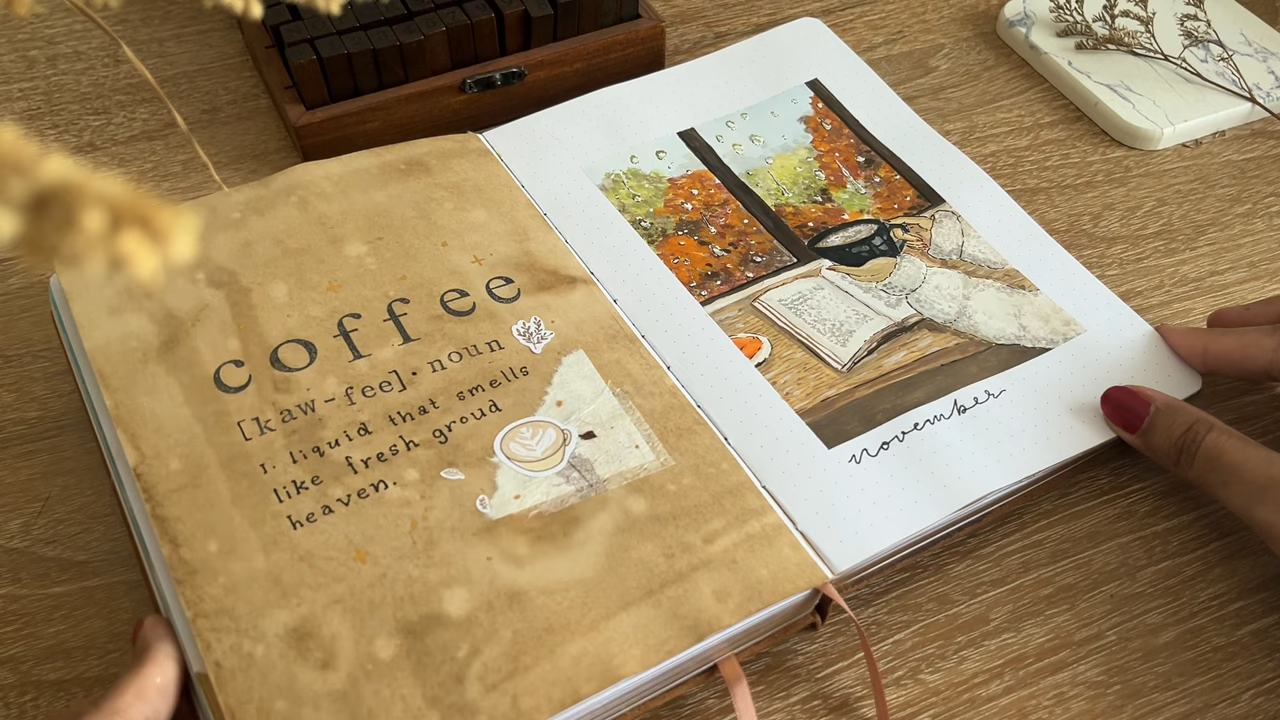 coffee
[kaw-fee]·noun
1. liquid that smells
like fresh groud
heaven.
november